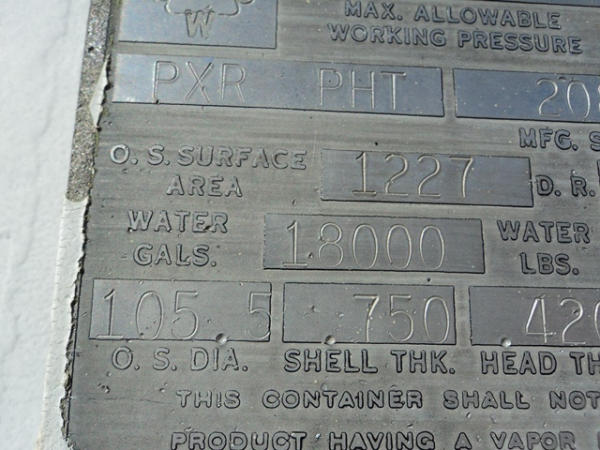 W
MAX. ALLOWABLE
WORKING PRESSURE
PXR PHT
MFG.
O. S. SURFACE
AREA
1227
D. R.
WATER
GALS.
18000
WATER
LBS.
105.5
.750
O. S. DIA.
SHELL THK.
HEAD
THIS CONTAINER SHALL NOT
PRODUCT HAVING A VAPOR